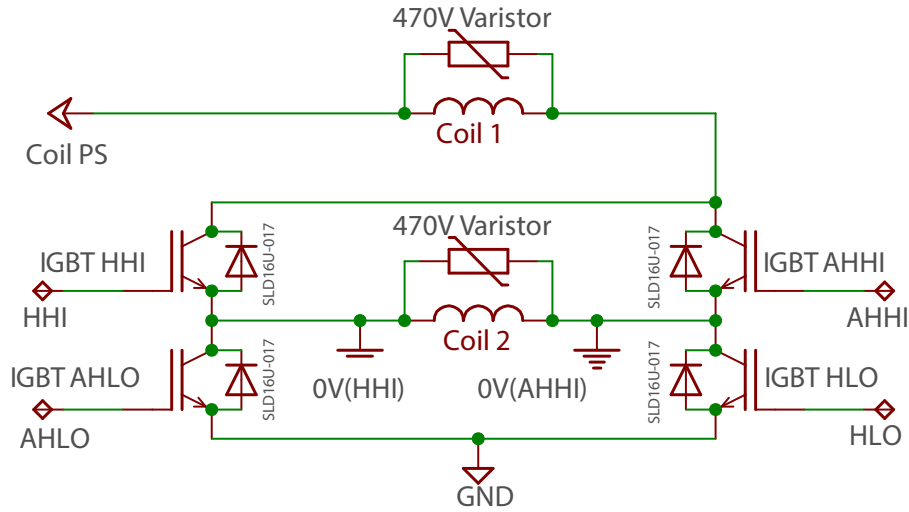 470V Varistor
Coil 1
Coil PS
470V Varistor
SLD16U-017
SLD16U-017
IGBT HHI
IGBT AHHI
HHI
AHHI
Coil 2
IGBT AHLO
0V(HHI)
0V(AHHI)
IGBT HLO
SLD16U-017
SLD16U-017
AHLO
HLO
GND